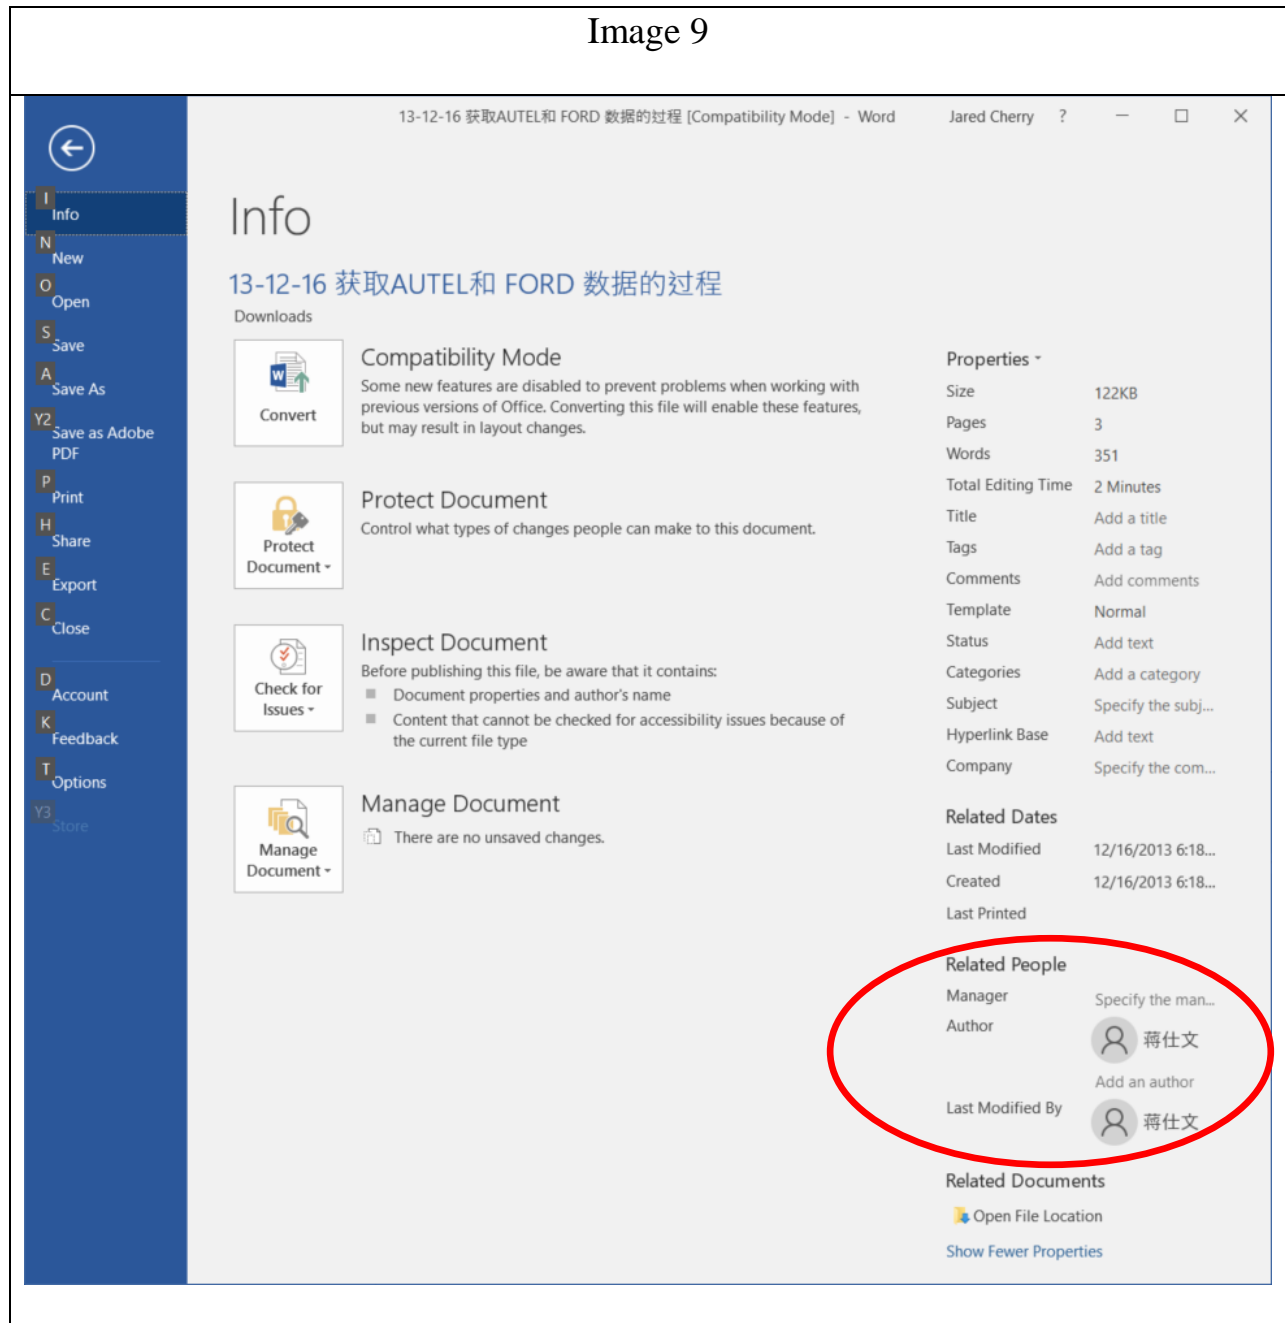 Image 9
13-12-16 获取AUTEL和 FORD 数据的过程 [Compatibility Mode] - Word
Jared Cherry ?
I
Info
N
New
O
Open
S
Save
A
Save As
Y2
Save as Adobe
PDF
P
Print
H
Share
E
Export
C
Close
D
Account
K
Feedback
T
Options
Y3
Store
Info
13-12-16 获取AUTEL和 FORD 数据的过程
Downloads
Convert
Compatibility Mode
Some new features are disabled to prevent problems when working with
previous versions of Office. Converting this file will enable these features,
but may result in layout changes.
Protect
Document
Protect Document
Control what types of changes people can make to this document.
Check for
Issues
Inspect Document
Before publishing this file, be aware that it contains:
Document properties and author's name
Content that cannot be checked for accessibility issues because of
the current file type
Manage
Document
Manage Document
There are no unsaved changes.
Properties
Size 122KB
Pages 3
Words 351
Total Editing Time 2 Minutes
Title Add a title
Tags Add a tag
Comments Add comments
Template Normal
Status Add text
Categories Add a category
Subject Specify the subj...
Hyperlink Base Add text
Company Specify the com...
Related Dates
Last Modified 12/16/2013 6:18...
Created 12/16/2013 6:18...
Last Printed
Related People
Manager Specify the man...
Author 蒋仕文
Add an author
Last Modified By 蒋仕文
Related Documents
Open File Location
Show Fewer Properties